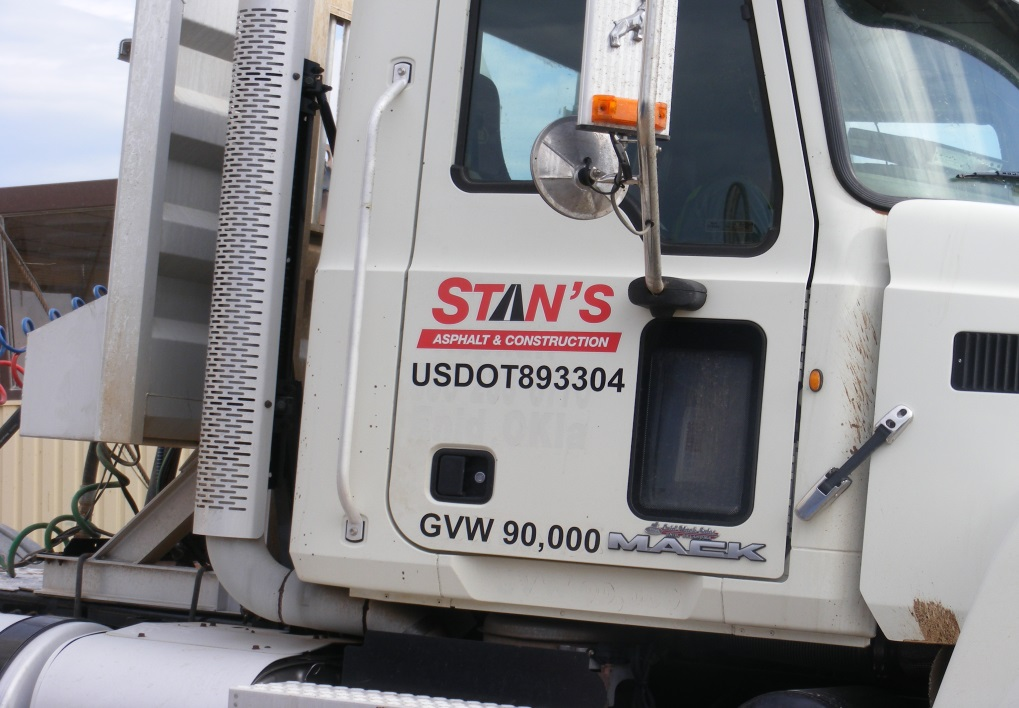 STAN'S
ASPHALT & CONSTRUCTION
USDOT893304
GVW 90,000
MACK